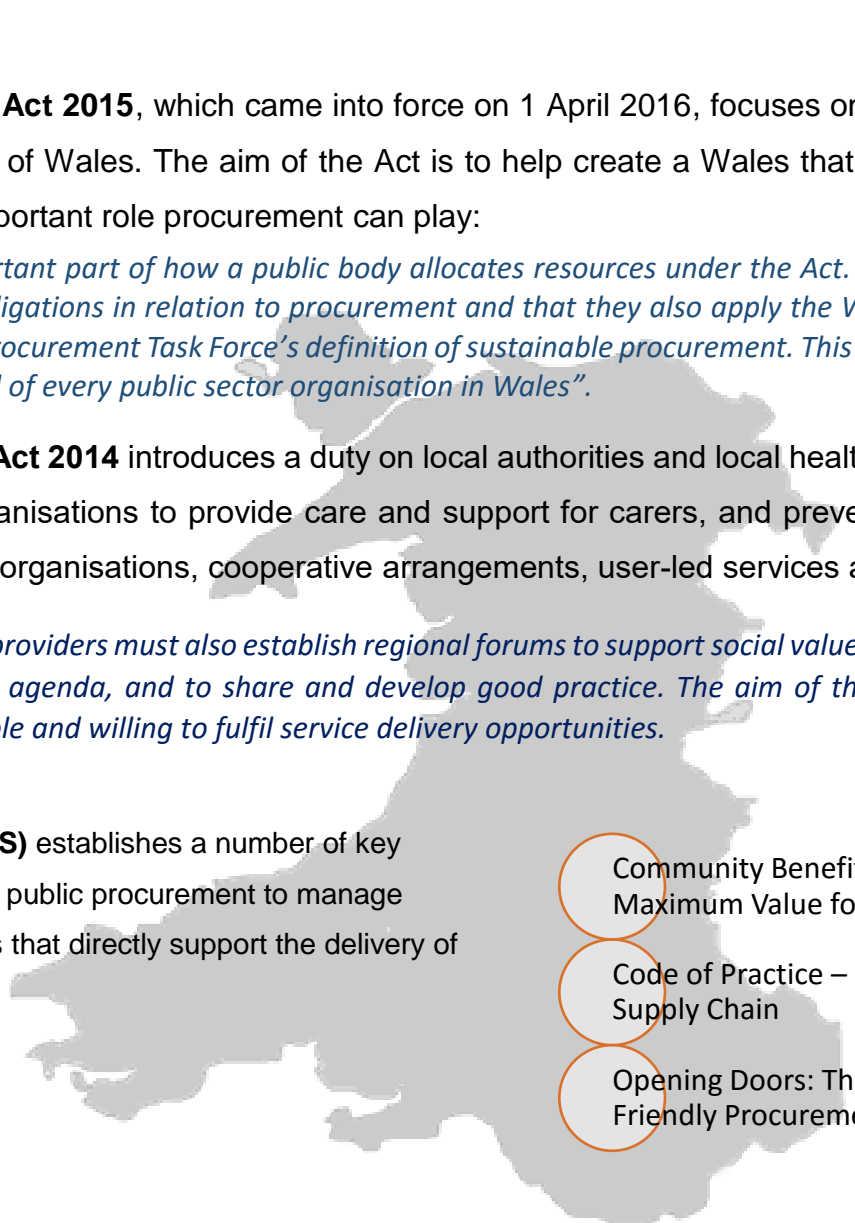 Act 2015, which came into force on 1 April 2016, focuses on
of Wales. The aim of the Act is to help create a Wales that
portant role procurement can play:
rtant part of how a public body allocates resources under the Act.
ligations in relation to procurement and that they also apply the W
rocurement Task Force’s definition of sustainable procurement. This
l of every public sector organisation in Wales”.
Act 2014 introduces a duty on local authorities and local healt
anisations to provide care and support for carers, and preve
organisations, cooperative arrangements, user-led services a
providers must also establish regional forums to support social value
agenda, and to share and develop good practice. The aim of th
ble and willing to fulfil service delivery opportunities.
S) establishes a number of key
public procurement to manage
s that directly support the delivery of
Community Benefit
Maximum Value fo
Code of Practice –
Supply Chain
Opening Doors: Th
Friendly Procureme